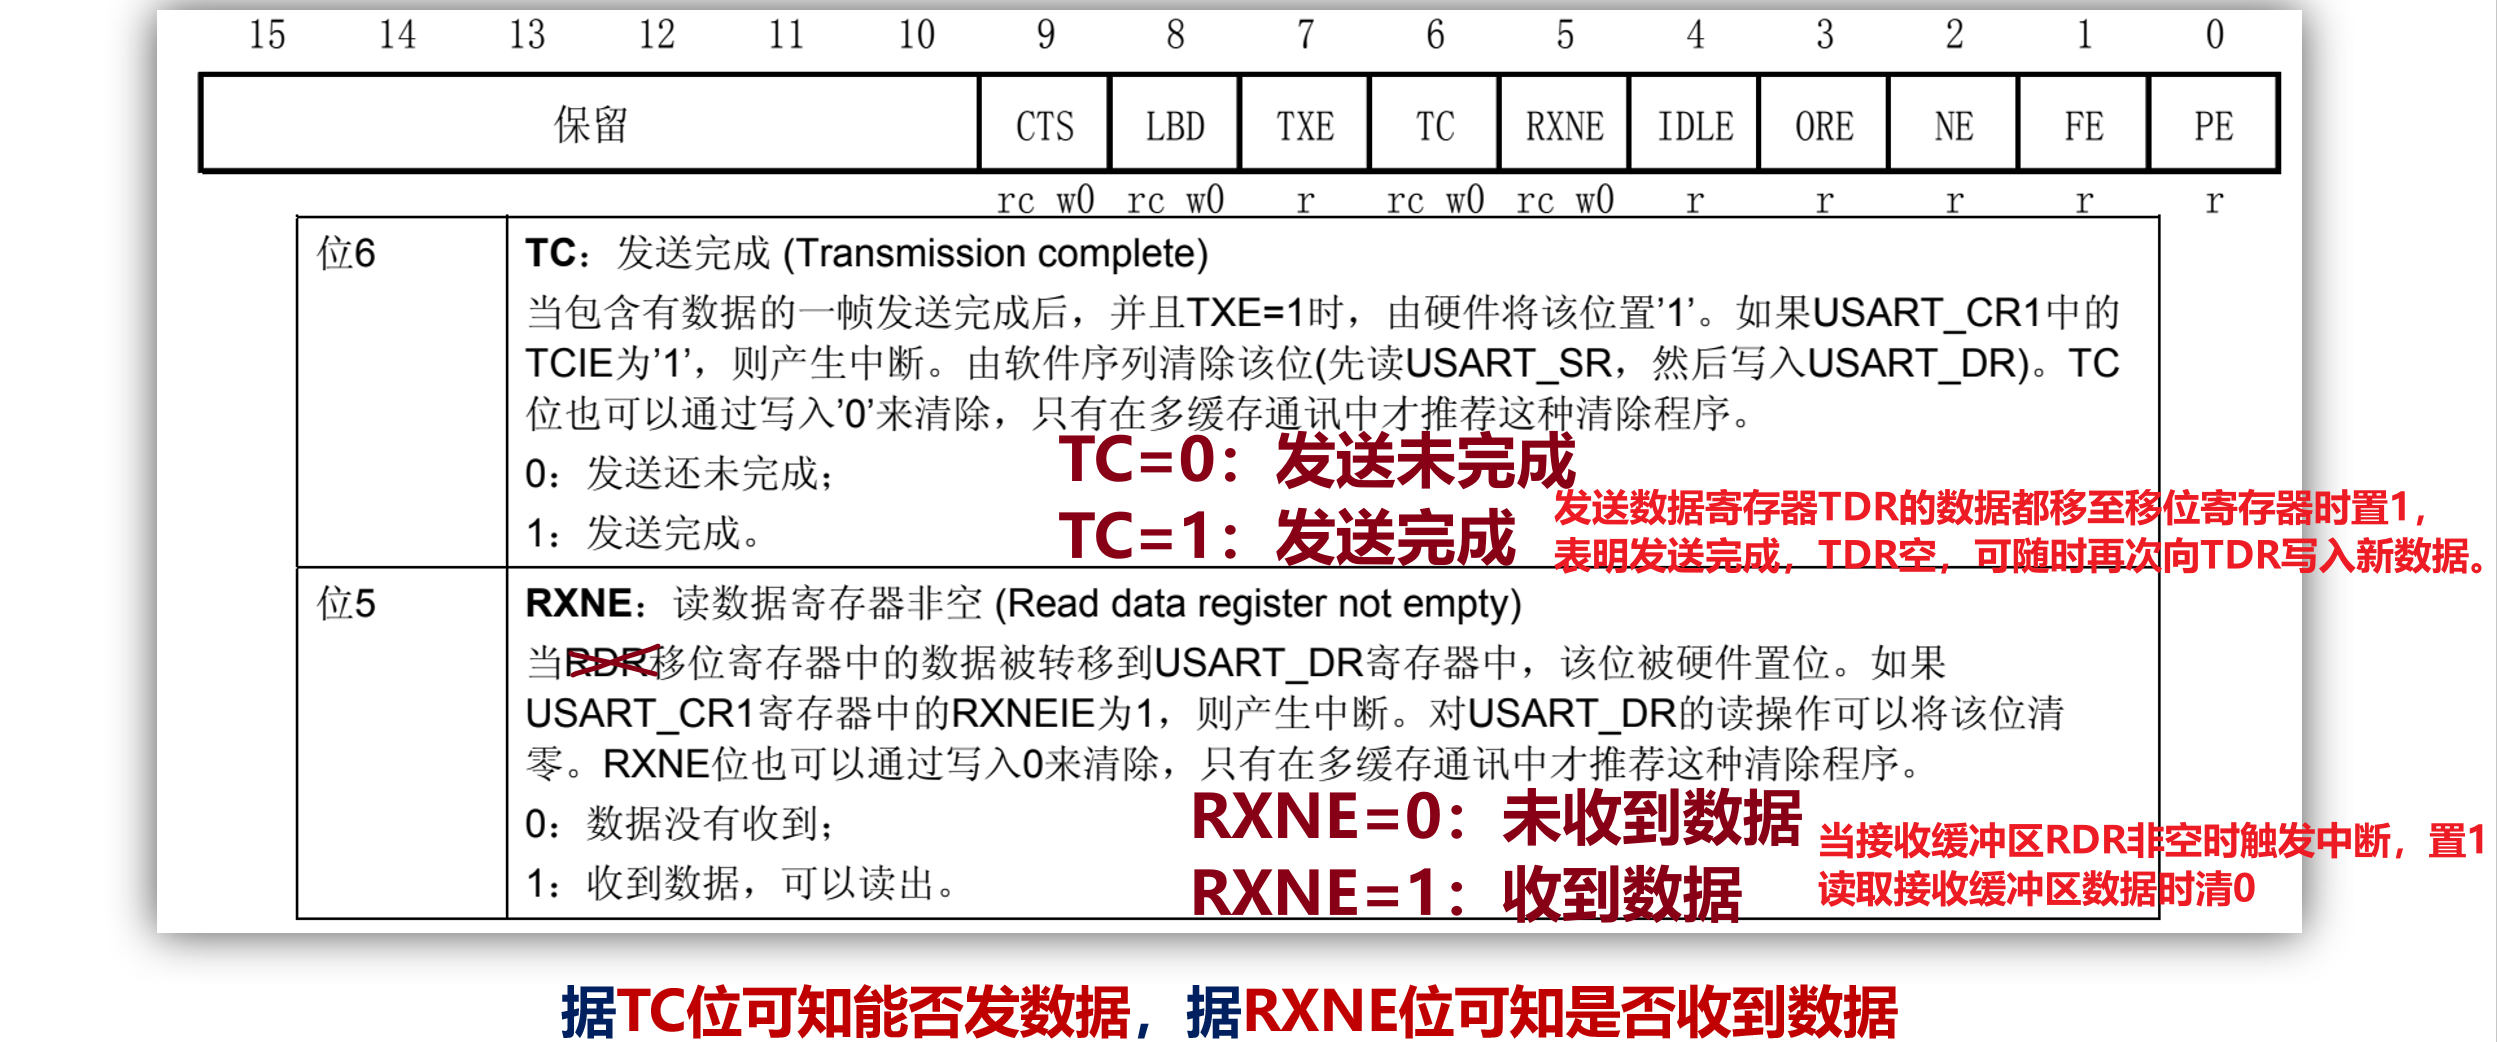 15 14 13 12 11 10 9 8 7 6 5 4 3 2 1 0
保留 CTS LBD TXE TC RXNE IDLE ORE NE FE PE
rc w0 rc w0 r rc w0 rc w0 r r r r r
位6 TC：发送完成 (Transmission complete)
当包含有数据的一帧发送完成后，并且TXE=1时，由硬件将该位置'1'。如果USART_CR1中的
TCIE为'1'，则产生中断。由软件序列清除该位(先读USART_SR，然后写入USART_DR)。TC
位也可以通过写入'0'来清除，只有在多缓存通讯中才推荐这种清除程序。
0：发送还未完成；
1：发送完成。
TC=0：发送未完成
TC=1：发送完成
发送数据寄存器TDR的数据都移至移位寄存器时置1，
表明发送完成，TDR空，可随时再次向TDR写入新数据。
位5 RXNE：读数据寄存器非空 (Read data register not empty)
当RDR移位寄存器中的数据被转移到USART_DR寄存器中，该位被硬件置位。如果
USART_CR1寄存器中的RXNEIE为1，则产生中断。对USART_DR的读操作可以将该位清
零。RXNE位也可以通过写入0来清除，只有在多缓存通讯中才推荐这种清除程序。
0：数据没有收到；
1：收到数据，可以读出。
RXNE=0：未收到数据
RXNE=1：收到数据
当接收缓冲区RDR非空时触发中断，置1
读取接收缓冲区数据时清0
据TC位可知能否发数据，据RXNE位可知是否收到数据